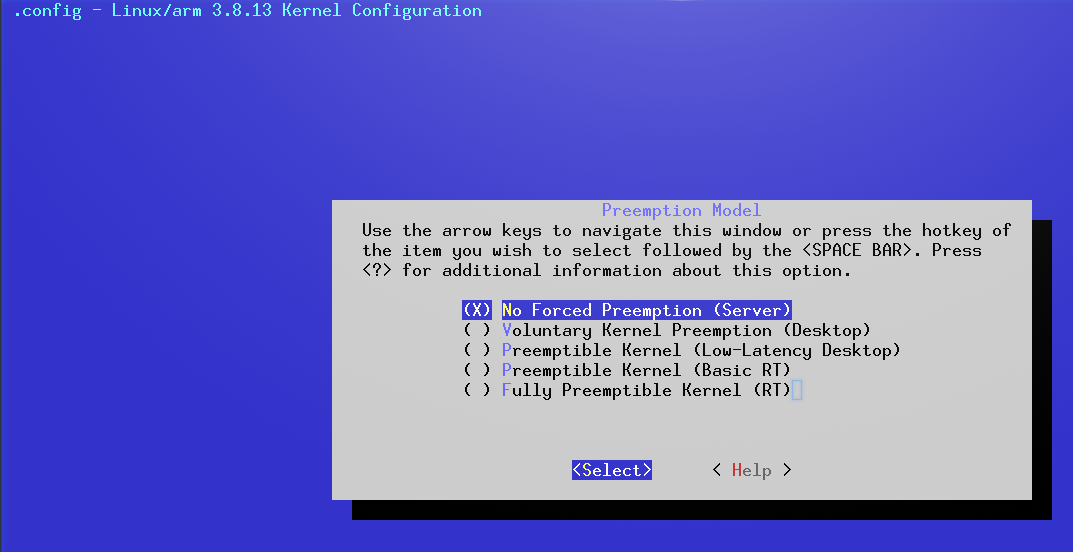 .config - Linux/arm 3.8.13 Kernel Configuration
Preemption Model
Use the arrow keys to navigate this window or press the hotkey of
the item you wish to select followed by the <SPACE BAR>. Press
<?> for additional information about this option.
(X) No Forced Preemption (Server)
( ) Voluntary Kernel Preemption (Desktop)
( ) Preemptible Kernel (Low-Latency Desktop)
( ) Preemptible Kernel (Basic RT)
( ) Fully Preemptible Kernel (RT)
<Select> < Help >